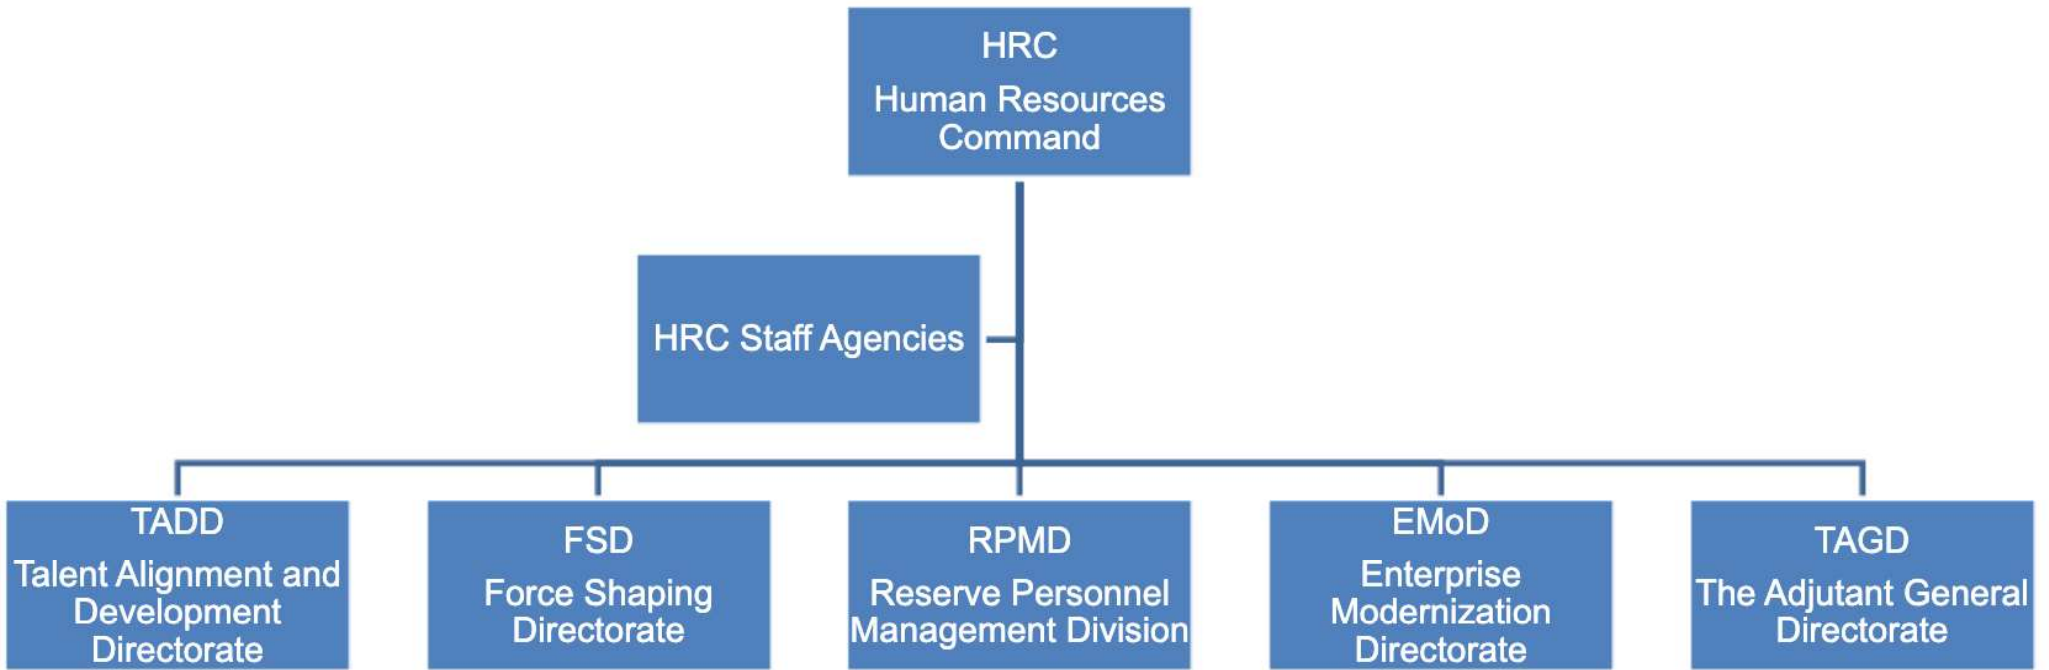 HRC
Human Resources
Command
HRC Staff Agencies
TADD
Talent Alignment and
Development
Directorate
FSD
Force Shaping
Directorate
RPMD
Reserve Personnel
Management Division
EMoD
Enterprise
Modernization
Directorate
TAGD
The Adjutant General
Directorate